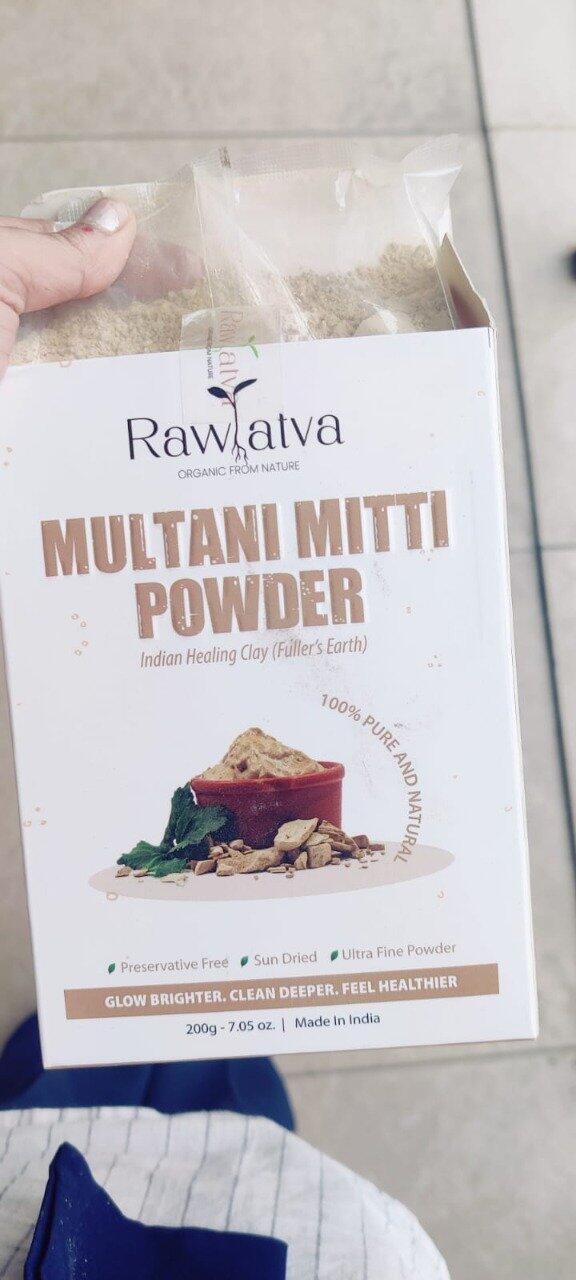 Rawtatva
ORGANIC FROM NATURE
MULTANI MITTI
POWDER
Indian Healing Clay (Fuller's Earth)
100% PURE AND NATURAL
Preservative Free
Sun Dried
Ultra Fine Powder
GLOW BRIGHTER. CLEAN DEEPER. FEEL HEALTHIER
200g - 7.05 oz. | Made In India